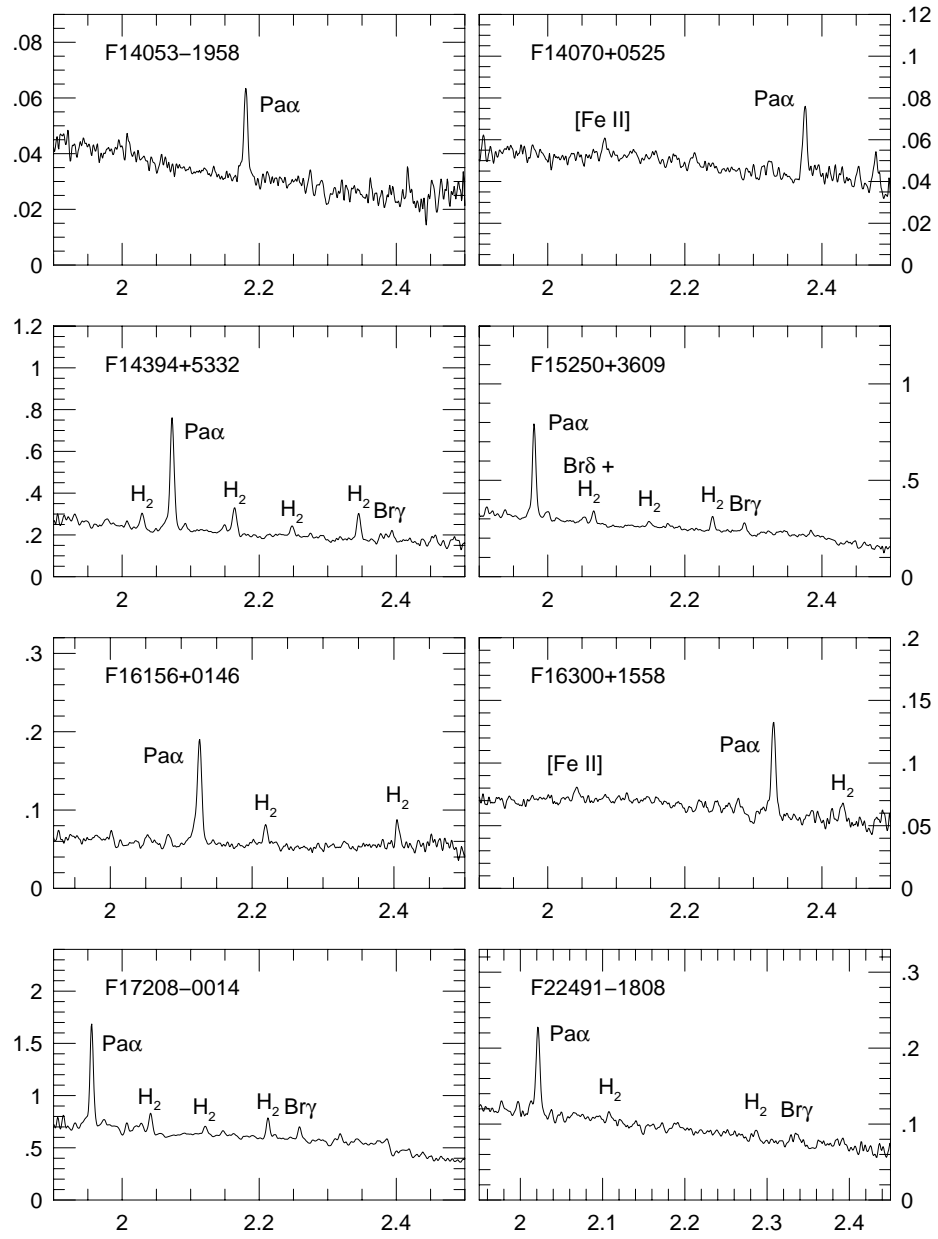 F14053−1958
Paα
.08
.06
.04
.02
0
2 2.2 2.4
F14070+0525
[Fe II]
Paα
.12
.1
.08
.06
.04
.02
0
2 2.2 2.4
F14394+5332
H2 Paα H2 H2 H2 Brγ
1.2
1
.8
.6
.4
.2
0
2 2.2 2.4
F15250+3609
Paα
Brδ +
H2 H2 H2 Brγ
1
.5
0
2 2.2 2.4
F16156+0146
Paα
H2 H2
.3
.2
.1
0
2 2.2 2.4
F16300+1558
[Fe II]
Paα
H2
.2
.15
.1
.05
0
2 2.2 2.4
F17208−0014
Paα
H2 H2 H2 Brγ
2
1.5
1
.5
0
2 2.2 2.4
F22491−1808
Paα
H2 H2 Brγ
.3
.2
.1
0
2 2.1 2.2 2.3 2.4